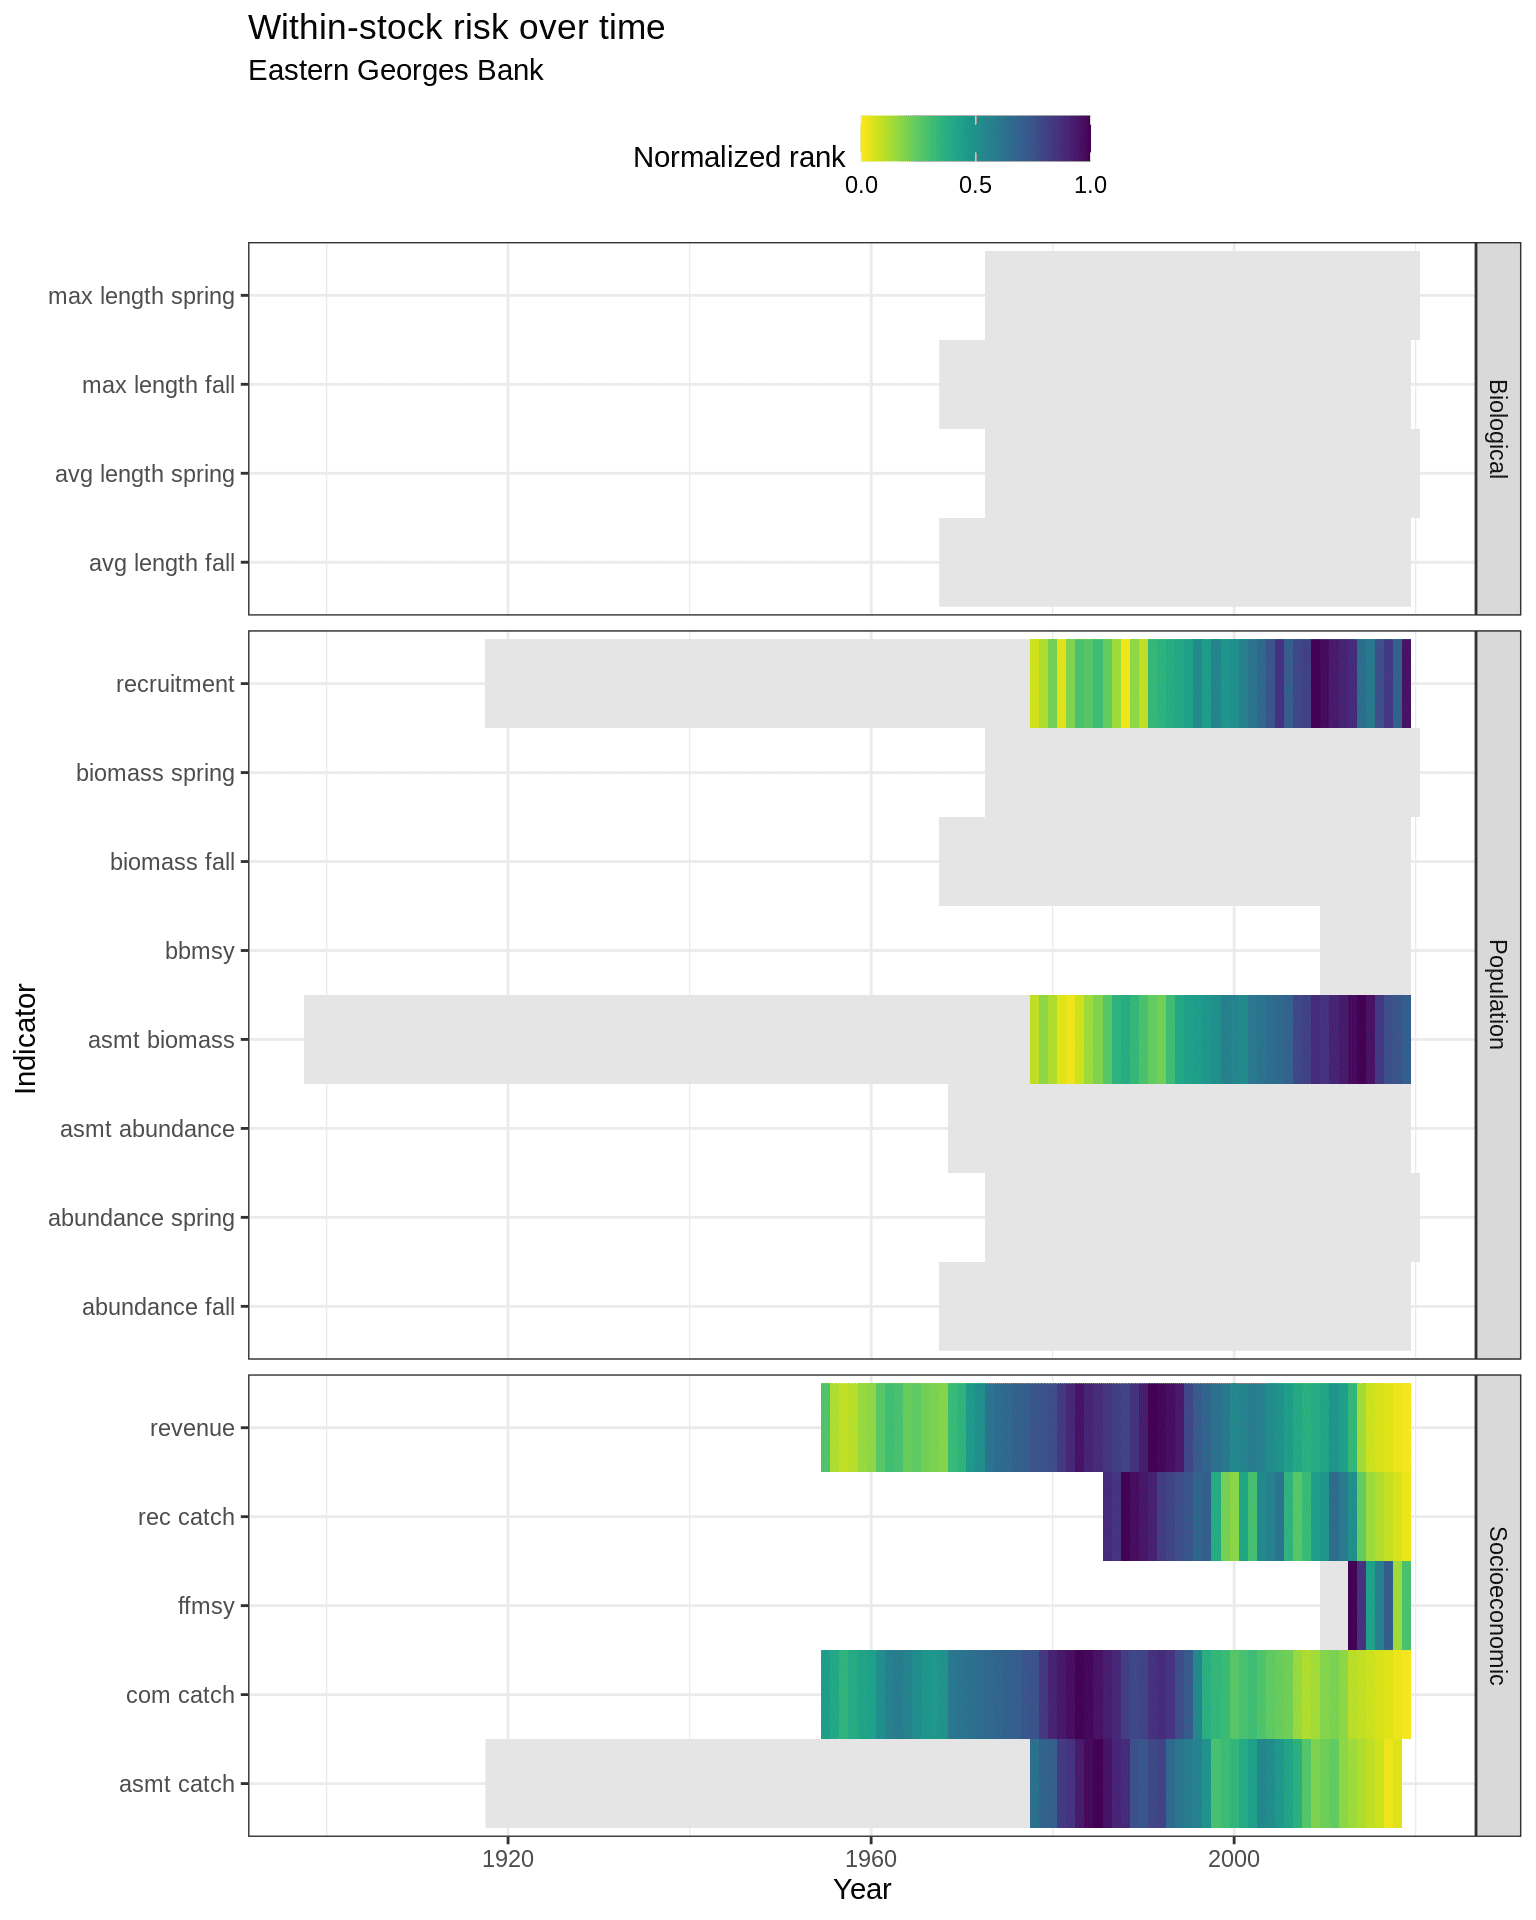 Within-stock risk over time
Eastern Georges Bank
Normalized rank
0.0 0.5 1.0
max length spring
max length fall
avg length spring
avg length fall
Biological
recruitment
biomass spring
biomass fall
bbmsy
asmt biomass
asmt abundance
abundance spring
abundance fall
Population
Indicator
revenue
rec catch
ffmsy
com catch
asmt catch
Socioeconomic
1920 1960 2000
Year